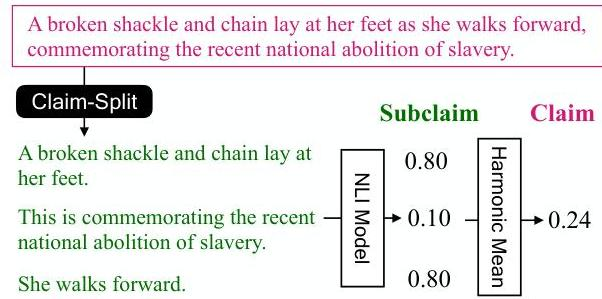 A broken shackle and chain lay at her feet as she walks forward,
commemorating the recent national abolition of slavery.
Claim-Split
Subclaim
Claim
A broken shackle and chain lay at
her feet.
This is commemorating the recent
national abolition of slavery.
She walks forward.
NLI Model
0.80
0.10
0.80
Harmonic Mean
0.24